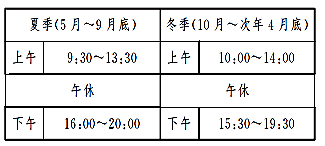 夏季(5月～9月底) 冬季(10月～次年4月底)
上午 9:30～13:30 上午 10:00～14:00
午休 午休
下午 16:00～20:00 下午 15:30～19:30